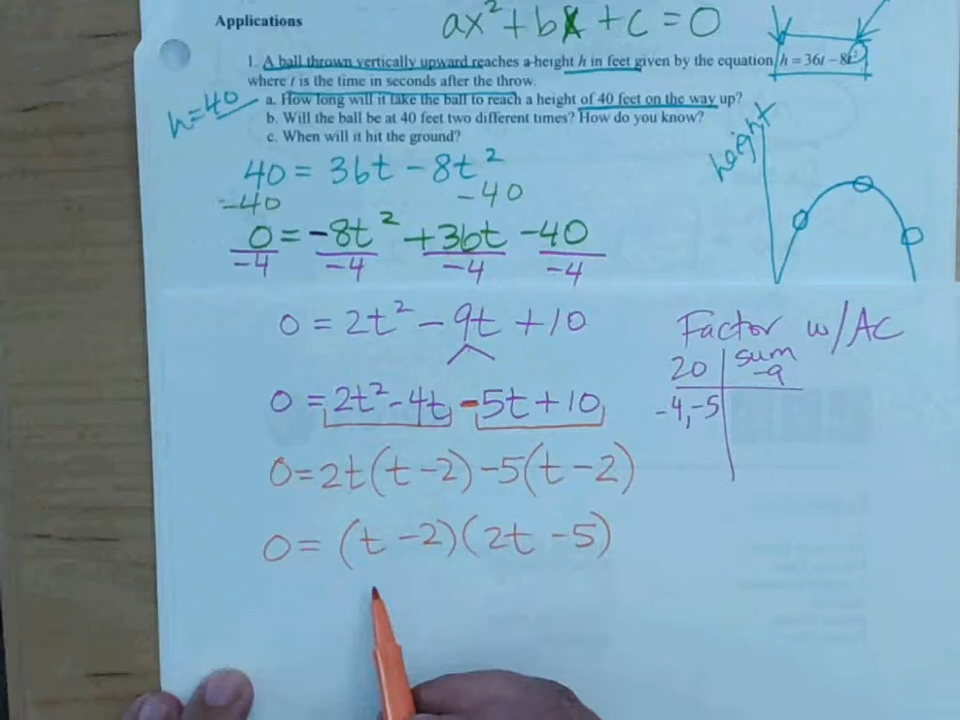 Applications
ax² + bx + c = 0
1. A ball thrown vertically upward reaches a height h in feet given by the equation h = 36t − 8t²
where t is the time in seconds after the throw.
a. How long will it take the ball to reach a height of 40 feet on the way up?
h=40
b. Will the ball be at 40 feet two different times? How do you know?
c. When will it hit the ground?
height
40 = 36t − 8t²
−40 −40
0 = −8t² + 36t − 40
−4 −4 −4 −4
0 = 2t² − 9t + 10
Factor w/AC
20 | sum −9
−4, −5
0 = 2t² − 4t − 5t + 10
0 = 2t(t − 2) − 5(t − 2)
0 = (t − 2)(2t − 5)